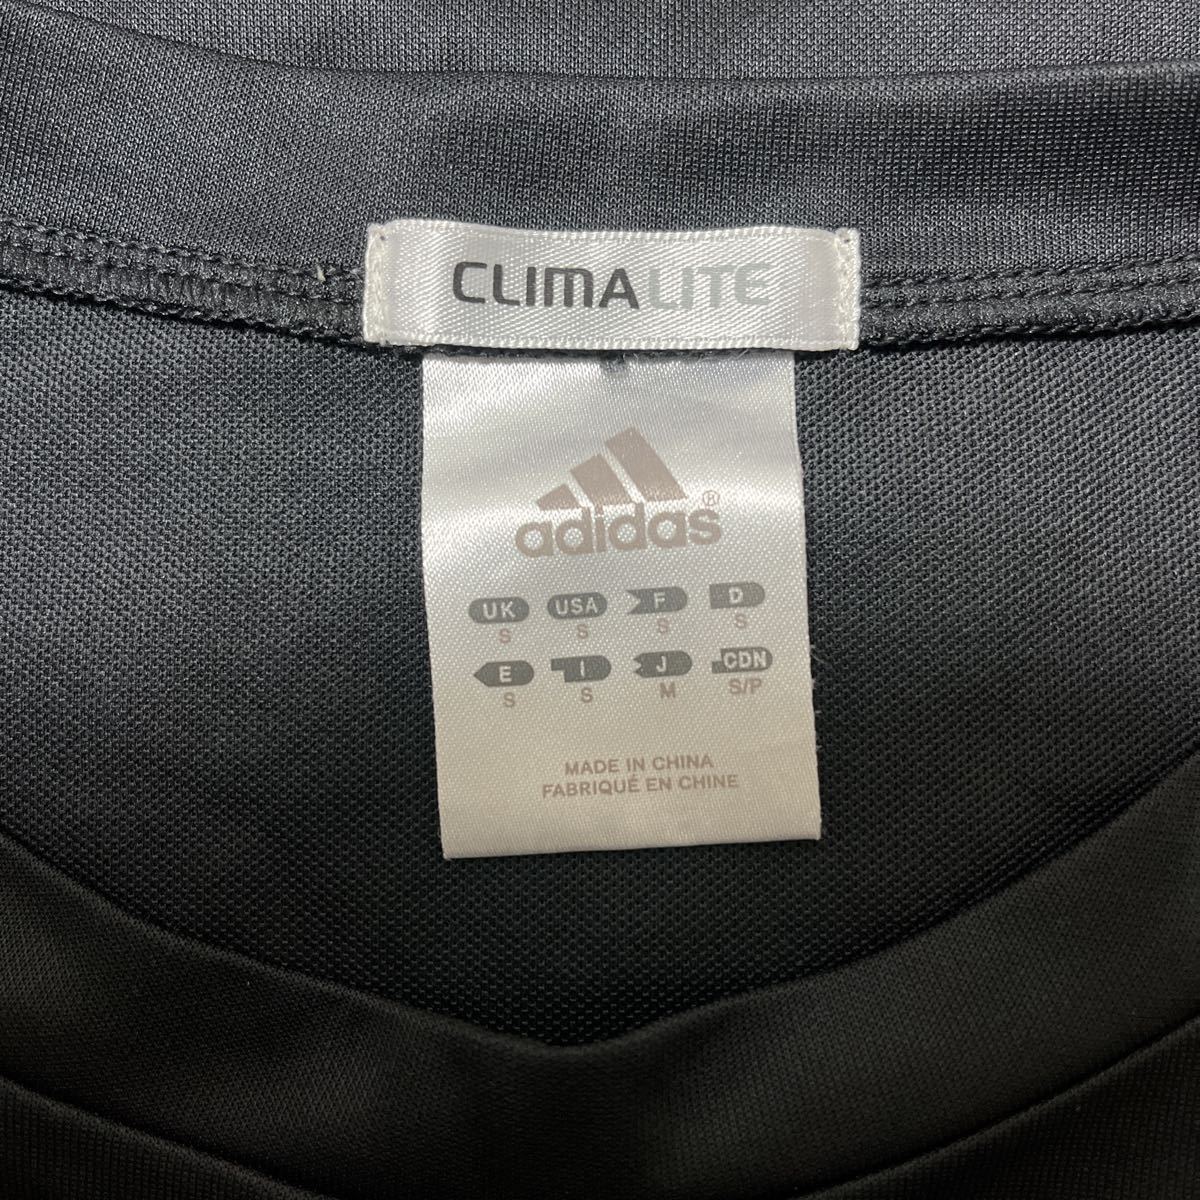 CLIMALITE
adidas®
UK USA F D
S S S S
E I J CDN
S S M S/P
MADE IN CHINA
FABRIQUÉ EN CHINE